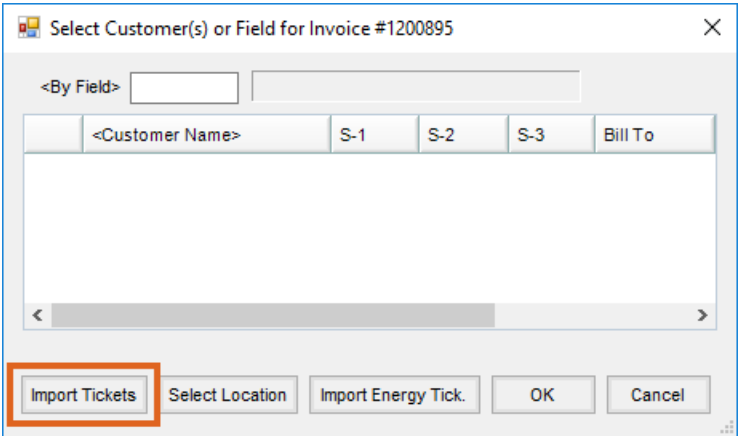 Select Customer(s) or Field for Invoice #1200895
<By Field>
<Customer Name> S-1 S-2 S-3 Bill To
Import Tickets Select Location Import Energy Tick. OK Cancel